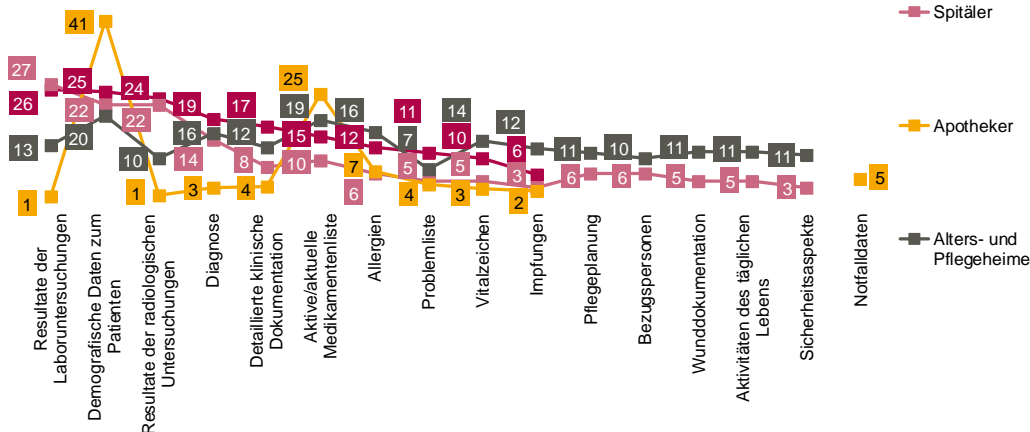 41
27
26
13
1
25
22
20
24
22
10
1
19
16
14
3
17
12
8
4
25
19
15
10
16
12
7
6
11
7
5
4
14
10
5
3
12
6
3
2
11
6
10
6
11
5
11
5
11
3
5
Spitäler
Apotheker
Alters- und
Pflegeheime
Resultate der
Laboruntersuchungen
Demografische Daten zum
Patienten
Resultate der radiologischen
Untersuchungen
Diagnose
Detaillierte klinische
Dokumentation
Aktive/aktuelle
Medikamentenliste
Allergien
Problemliste
Vitalzeichen
Impfungen
Pflegeplanung
Bezugspersonen
Wunddokumentation
Aktivitäten des täglichen
Lebens
Sicherheitsaspekte
Notfalldaten